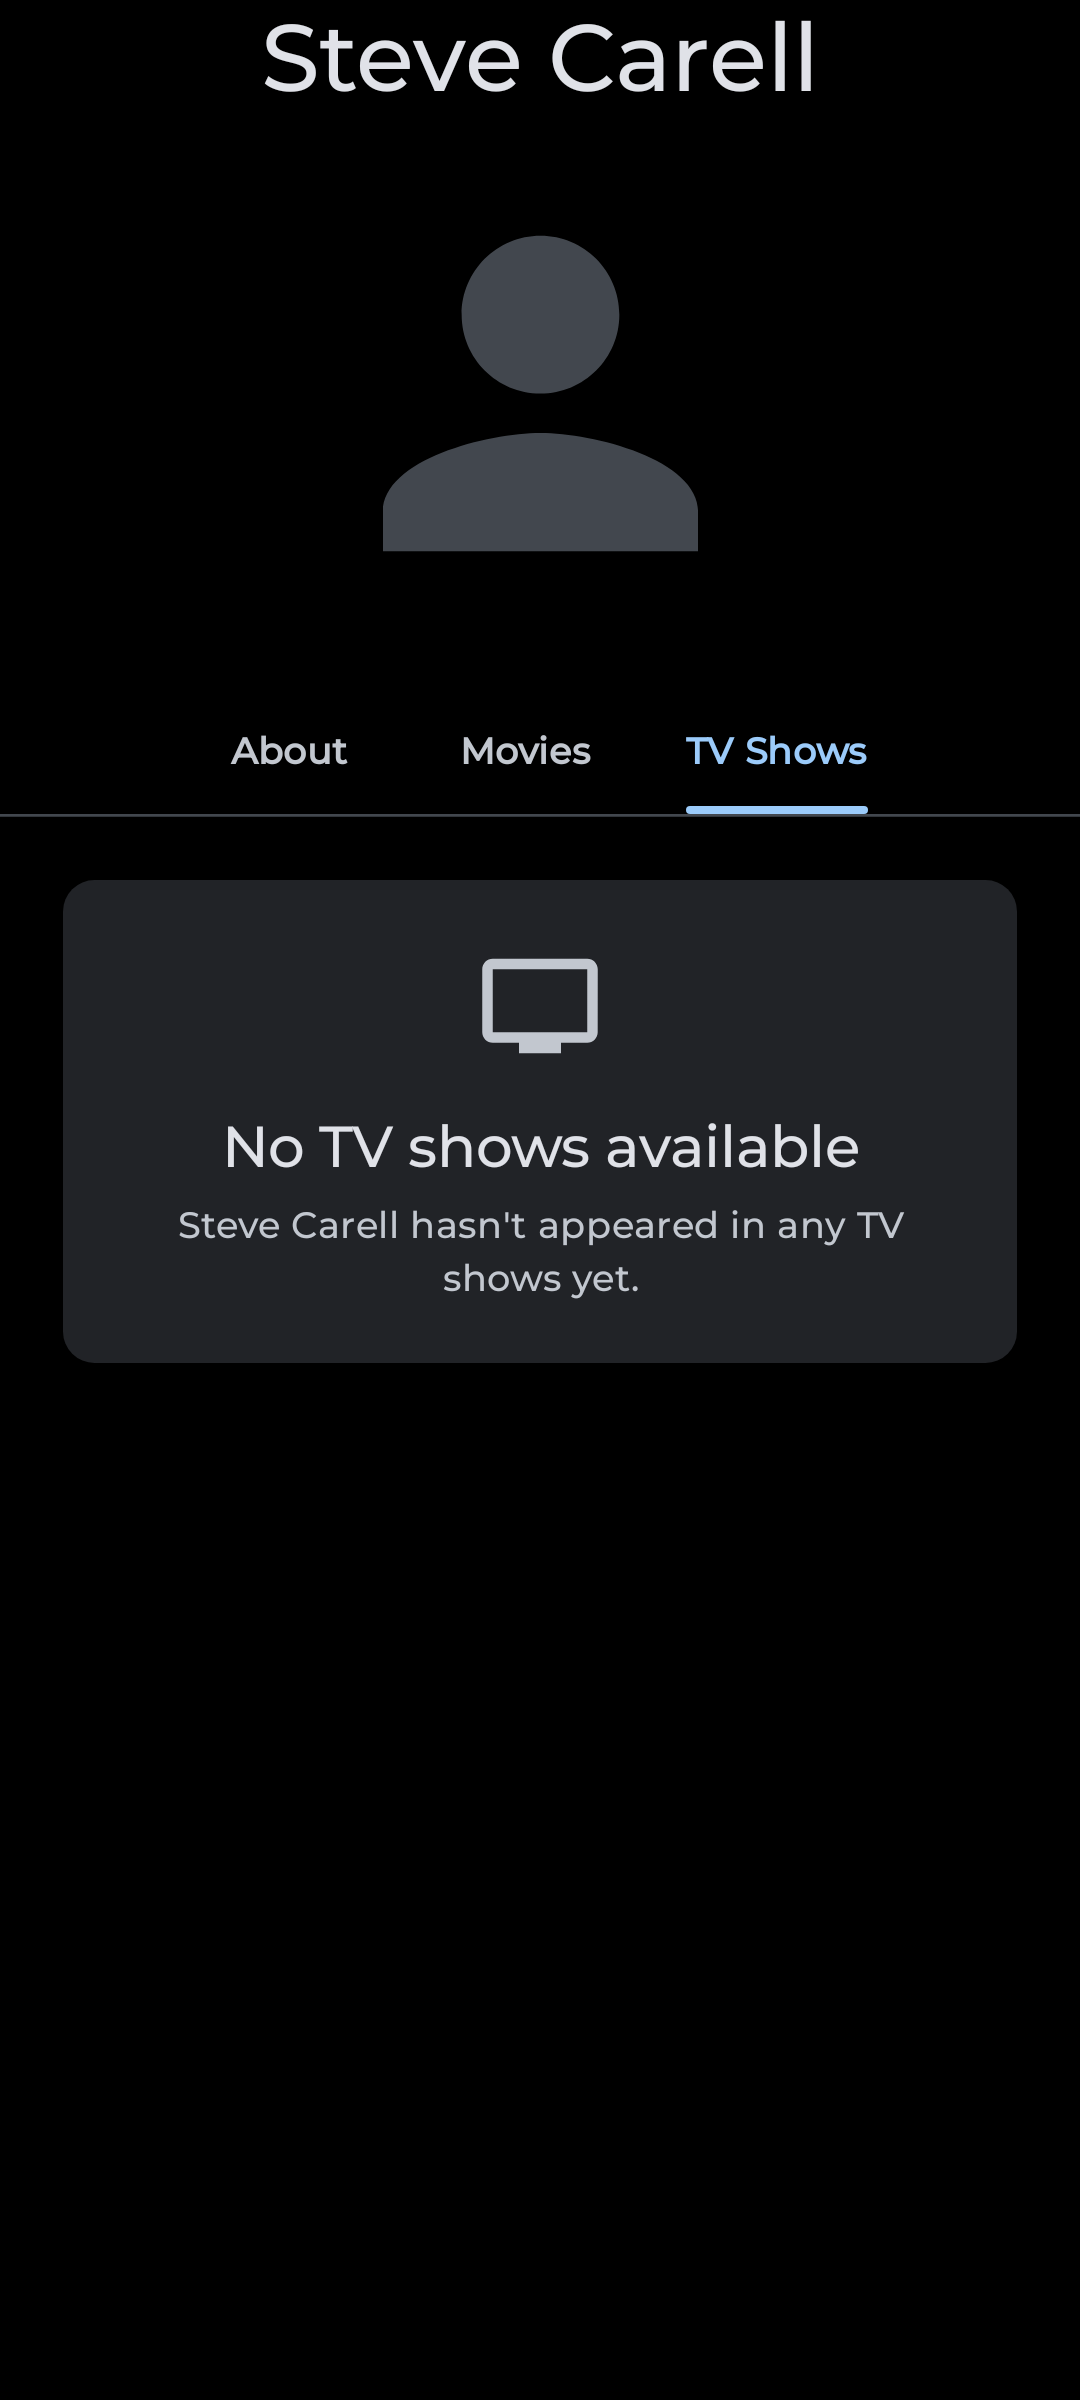 Steve Carell
About Movies TV Shows
No TV shows available
Steve Carell hasn't appeared in any TV
shows yet.